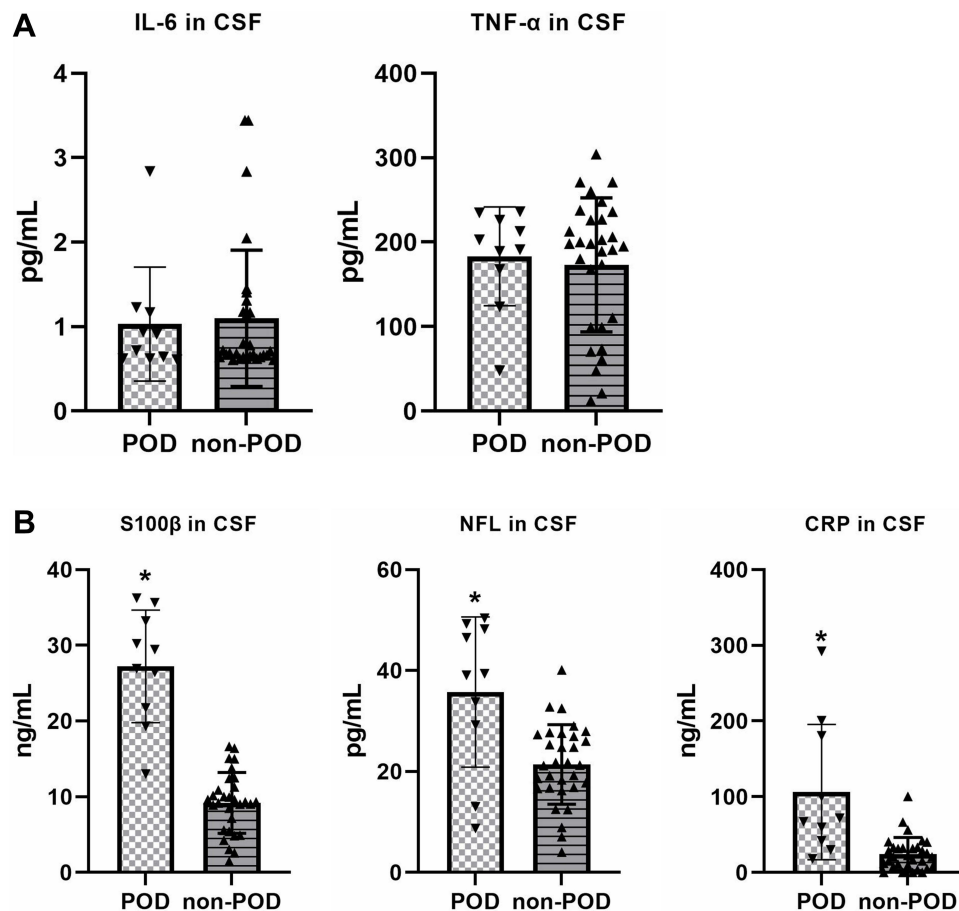 A
IL-6 in CSF
TNF-α in CSF
pg/mL
4
3
2
1
0
POD non-POD
pg/mL
400
300
200
100
0
POD non-POD
B
S100β in CSF
NFL in CSF
CRP in CSF
ng/mL
40
30
20
10
0
*
POD non-POD
pg/mL
60
40
20
0
*
POD non-POD
ng/mL
400
300
200
100
0
*
POD non-POD